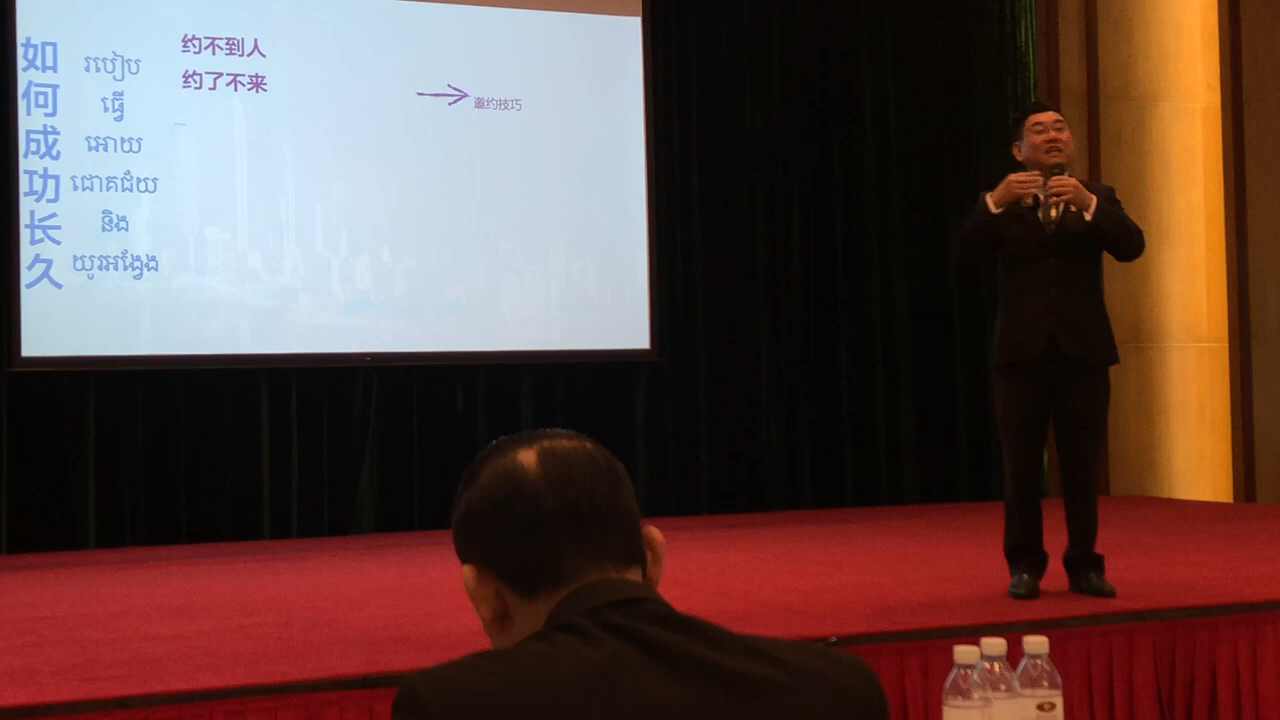 如何成功长久
របៀប
ធ្វើ
អោយ
ជោគជ័យ
និង
យូរអង្វែង
约不到人
约了不来
邀约技巧